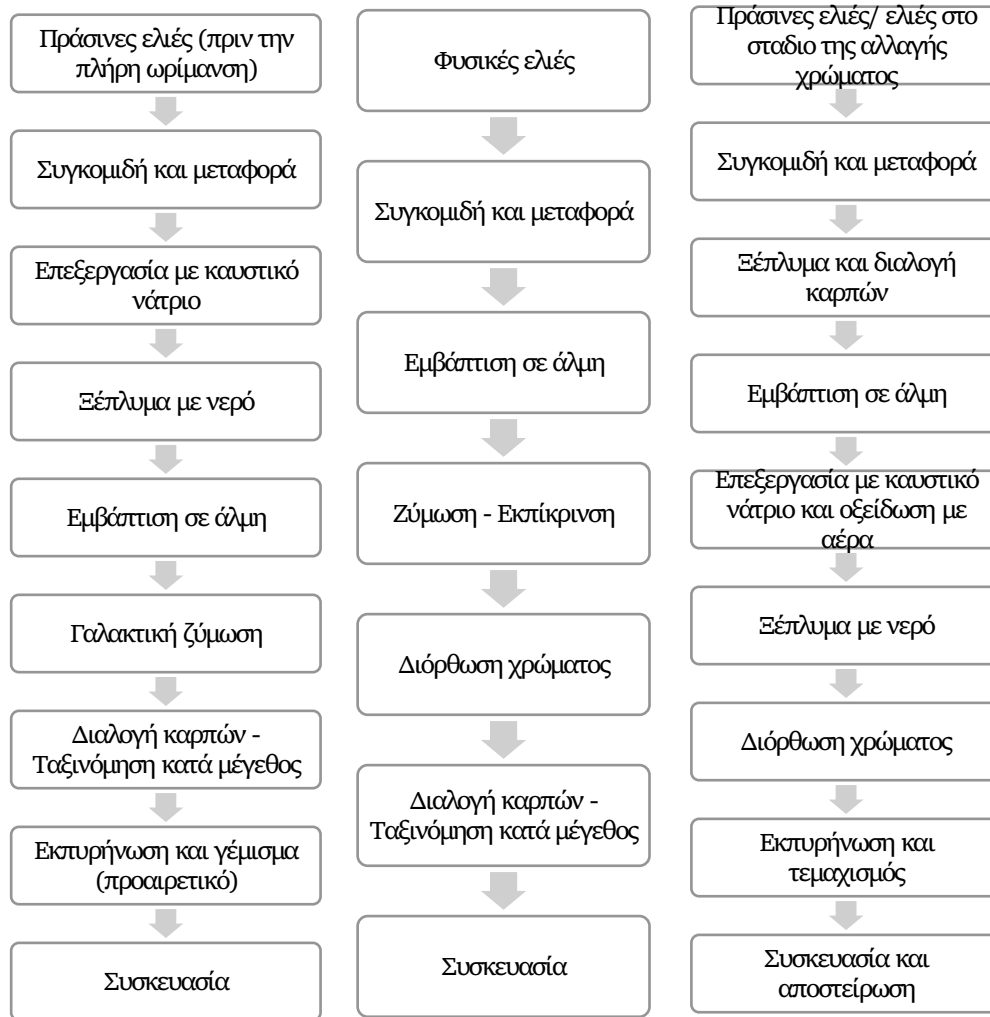 Πράσινες ελιές (πριν την
πλήρη ωρίμανση)
Συγκομιδή και μεταφορά
Επεξεργασία με καυστικό
νάτριο
Ξέπλυμα με νερό
Εμβάπτιση σε άλμη
Γαλακτική ζύμωση
Διαλογή καρπών -
Ταξινόμηση κατά μέγεθος
Εκπυρήνωση και γέμισμα
(προαιρετικό)
Συσκευασία
Φυσικές ελιές
Συγκομιδή και μεταφορά
Εμβάπτιση σε άλμη
Ζύμωση - Εκπίκρινση
Διόρθωση χρώματος
Διαλογή καρπών -
Ταξινόμηση κατά μέγεθος
Συσκευασία
Πράσινες ελιές/ ελιές στο
σταδιο της αλλαγής
χρώματος
Συγκομιδή και μεταφορά
Ξέπλυμα και διαλογή
καρπών
Εμβάπτιση σε άλμη
Επεξεργασία με καυστικό
νάτριο και οξείδωση με
αέρα
Ξέπλυμα με νερό
Διόρθωση χρώματος
Εκπυρήνωση και
τεμαχισμός
Συσκευασία και
αποστείρωση